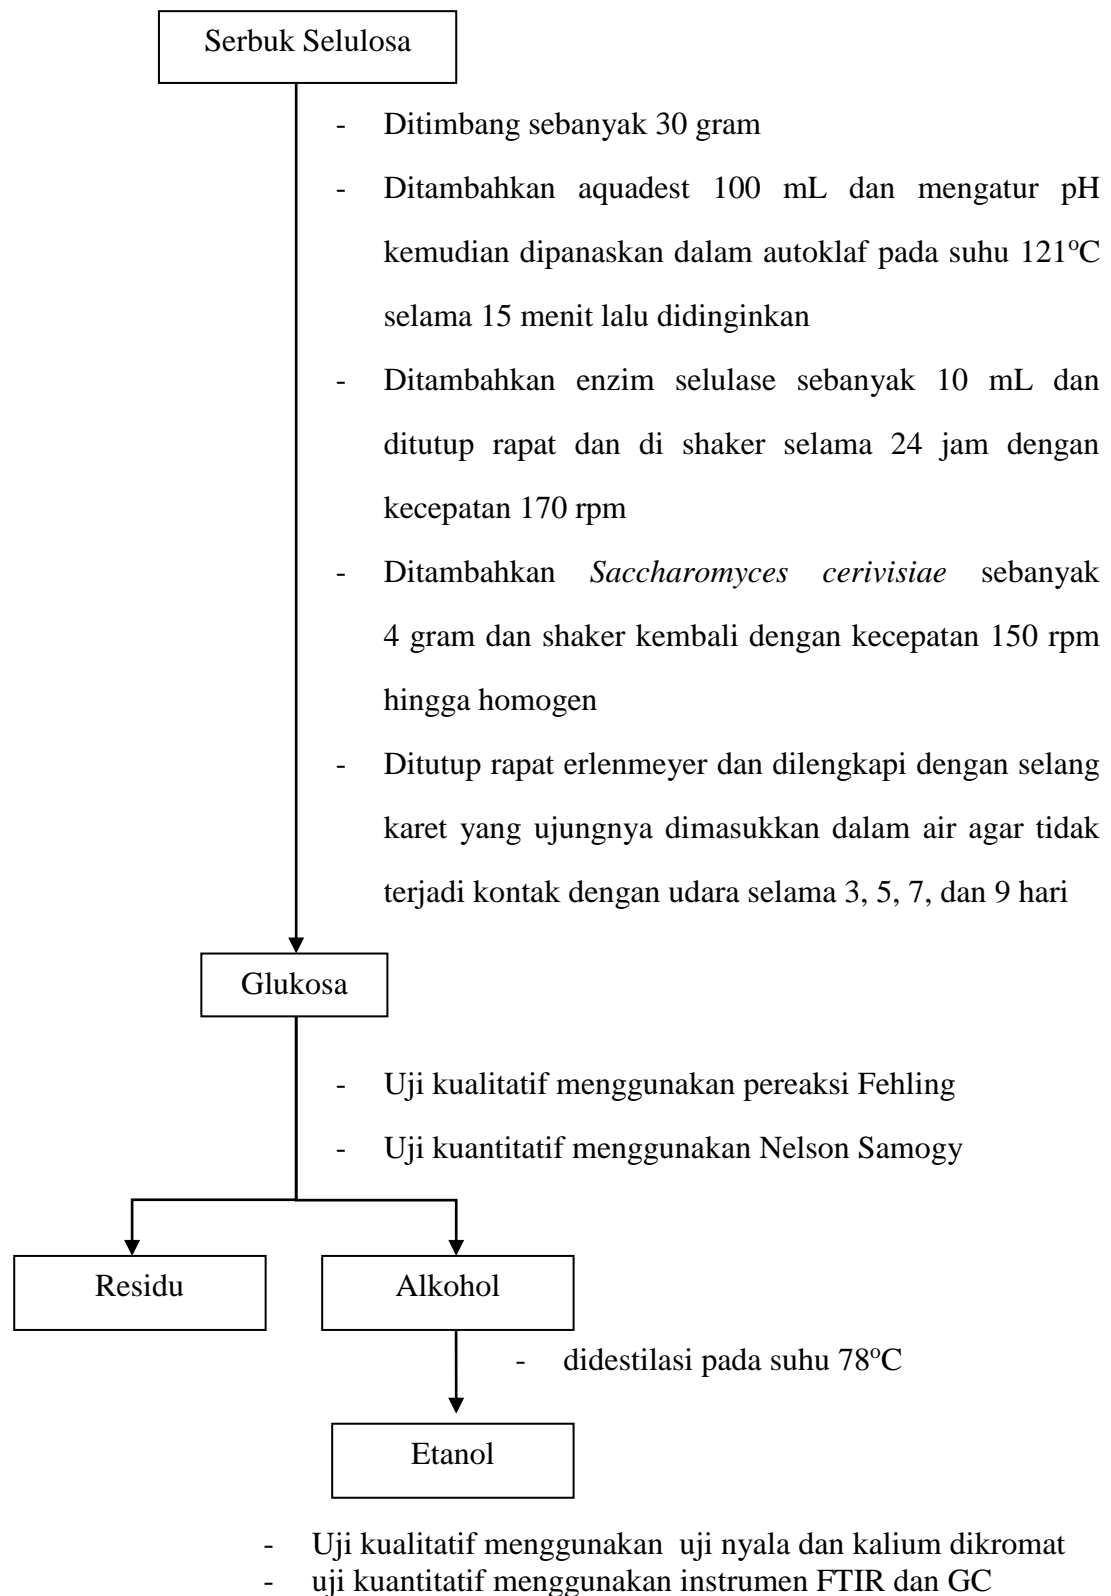 Serbuk Selulosa
- Ditimbang sebanyak 30 gram
- Ditambahkan aquadest 100 mL dan mengatur pH
kemudian dipanaskan dalam autoklaf pada suhu 121ºC
selama 15 menit lalu didinginkan
- Ditambahkan enzim selulase sebanyak 10 mL dan
ditutup rapat dan di shaker selama 24 jam dengan
kecepatan 170 rpm
- Ditambahkan Saccharomyces cerivisiae sebanyak
4 gram dan shaker kembali dengan kecepatan 150 rpm
hingga homogen
- Ditutup rapat erlenmeyer dan dilengkapi dengan selang
karet yang ujungnya dimasukkan dalam air agar tidak
terjadi kontak dengan udara selama 3, 5, 7, dan 9 hari
Glukosa
- Uji kualitatif menggunakan pereaksi Fehling
- Uji kuantitatif menggunakan Nelson Samogy
Residu
Alkohol
- didestilasi pada suhu 78ºC
Etanol
- Uji kualitatif menggunakan uji nyala dan kalium dikromat
- uji kuantitatif menggunakan instrumen FTIR dan GC